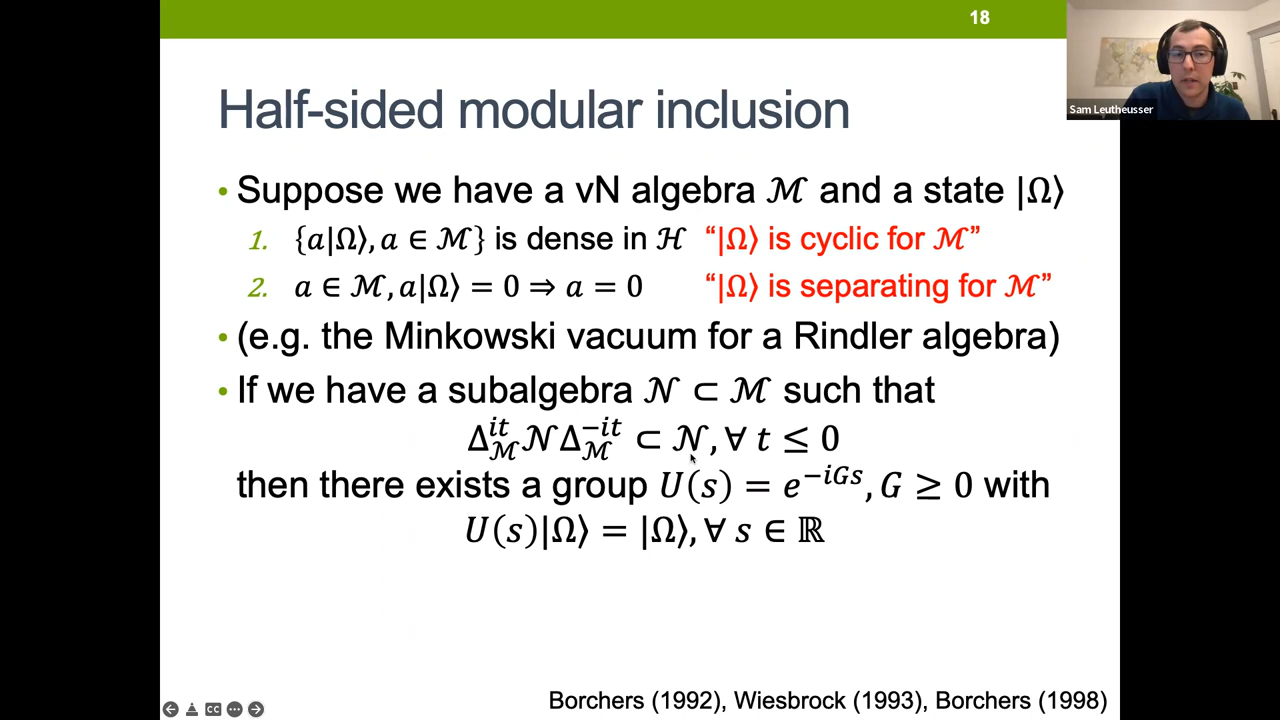 18
Sam Leutheusser
Half-sided modular inclusion
• Suppose we have a vN algebra ℳ and a state |Ω⟩
1. {a|Ω⟩, a ∈ ℳ} is dense in ℋ “|Ω⟩ is cyclic for ℳ”
2. a ∈ ℳ, a|Ω⟩ = 0 ⇒ a = 0 “|Ω⟩ is separating for ℳ”
• (e.g. the Minkowski vacuum for a Rindler algebra)
• If we have a subalgebra 𝒩 ⊂ ℳ such that
Δ_ℳ^{it} 𝒩 Δ_ℳ^{−it} ⊂ 𝒩, ∀ t ≤ 0
then there exists a group U(s) = e^{−iGs}, G ≥ 0 with
U(s)|Ω⟩ = |Ω⟩, ∀ s ∈ ℝ
Borchers (1992), Wiesbrock (1993), Borchers (1998)
CC